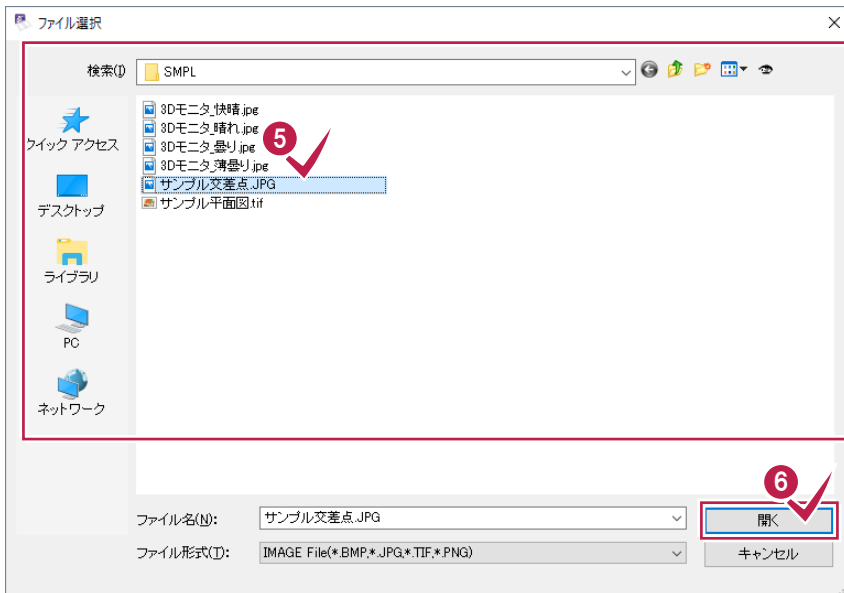 ファイル選択
検索(I)
SMPL
クイック アクセス
デスクトップ
ライブラリ
PC
ネットワーク
3Dモニタ_快晴.jpg
3Dモニタ_晴れ.jpg
3Dモニタ_曇り.jpg
3Dモニタ_薄曇り.jpg
サンプル交差点.JPG
サンプル平面図.tif
5
6
ファイル名(N):
サンプル交差点.JPG
開く
ファイル形式(T):
IMAGE File(*.BMP,*.JPG,*.TIF,*.PNG)
キャンセル